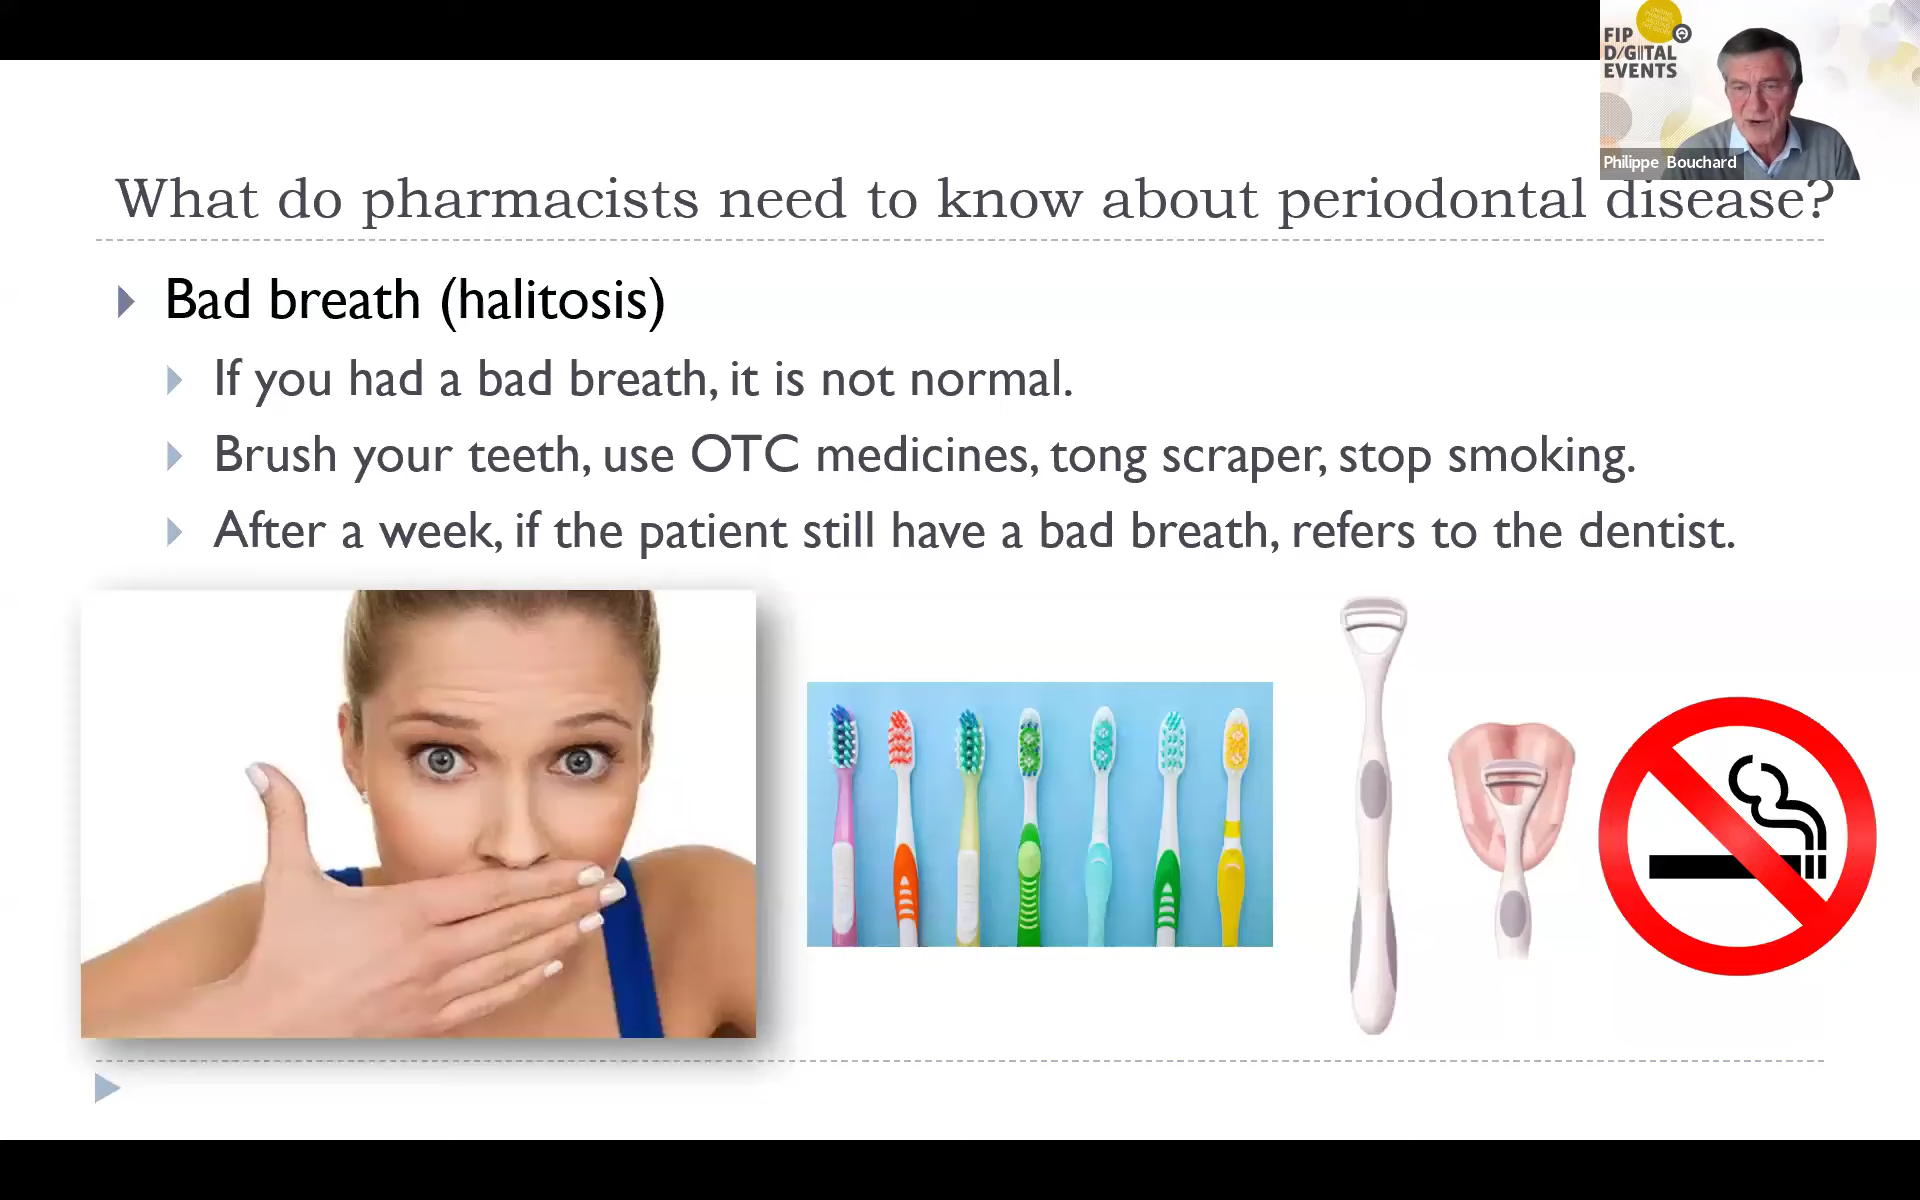 FIP
D/GITAL
EVENTS
Philippe Bouchard
What do pharmacists need to know about periodontal disease?
Bad breath (halitosis)
If you had a bad breath, it is not normal.
Brush your teeth, use OTC medicines, tong scraper, stop smoking.
After a week, if the patient still have a bad breath, refers to the dentist.